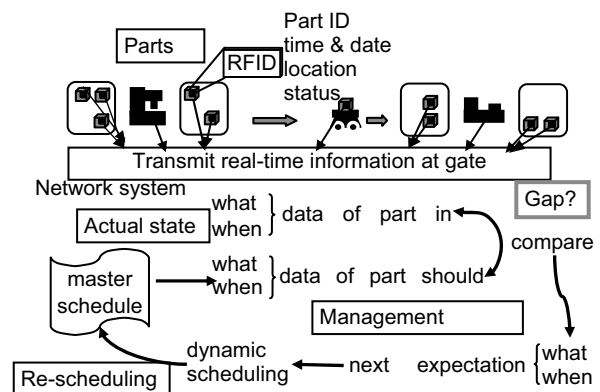 Parts
RFID
Part ID
time & date
location
status
Transmit real-time information at gate
Network system
Actual state
what
when
data of part in
Gap?
compare
master
schedule
what
when
data of part should
Management
what
when
next expectation
dynamic
scheduling
Re-scheduling